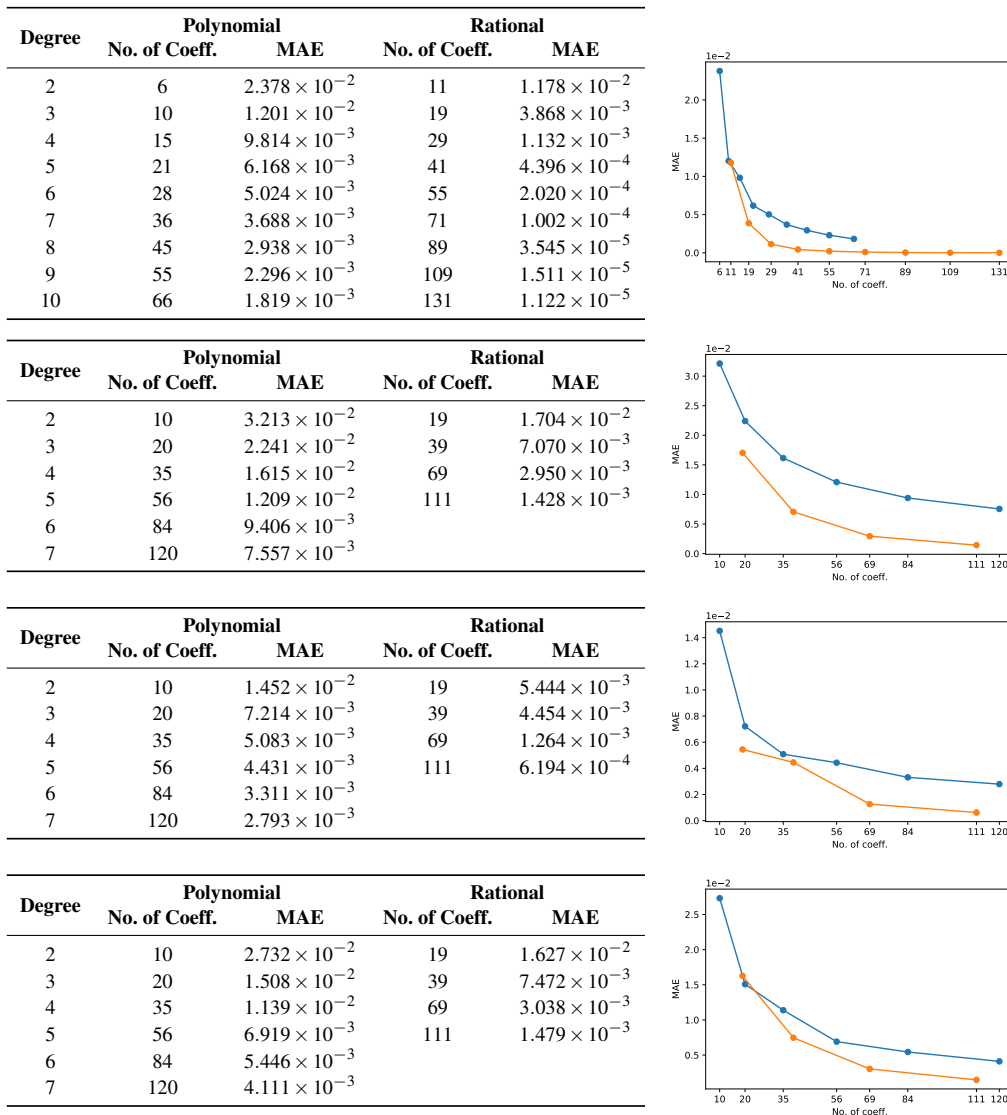 Degree Polynomial Rational
No. of Coeff. MAE No. of Coeff. MAE
2 6 2.378 × 10−2 11 1.178 × 10−2
3 10 1.201 × 10−2 19 3.868 × 10−3
4 15 9.814 × 10−3 29 1.132 × 10−3
5 21 6.168 × 10−3 41 4.396 × 10−4
6 28 5.024 × 10−3 55 2.020 × 10−4
7 36 3.688 × 10−3 71 1.002 × 10−4
8 45 2.938 × 10−3 89 3.545 × 10−5
9 55 2.296 × 10−3 109 1.511 × 10−5
10 66 1.819 × 10−3 131 1.122 × 10−5
1e−2
2.0
1.5
1.0
0.5
0.0
MAE
6 11 19 29 41 55 71 89 109 131
No. of coeff.
Degree Polynomial Rational
No. of Coeff. MAE No. of Coeff. MAE
2 10 3.213 × 10−2 19 1.704 × 10−2
3 20 2.241 × 10−2 39 7.070 × 10−3
4 35 1.615 × 10−2 69 2.950 × 10−3
5 56 1.209 × 10−2 111 1.428 × 10−3
6 84 9.406 × 10−3
7 120 7.557 × 10−3
1e−2
3.0
2.5
2.0
1.5
1.0
0.5
0.0
MAE
10 20 35 56 69 84 111 120
No. of coeff.
Degree Polynomial Rational
No. of Coeff. MAE No. of Coeff. MAE
2 10 1.452 × 10−2 19 5.444 × 10−3
3 20 7.214 × 10−3 39 4.454 × 10−3
4 35 5.083 × 10−3 69 1.264 × 10−3
5 56 4.431 × 10−3 111 6.194 × 10−4
6 84 3.311 × 10−3
7 120 2.793 × 10−3
1e−2
1.4
1.2
1.0
0.8
0.6
0.4
0.2
0.0
MAE
10 20 35 56 69 84 111 120
No. of coeff.
Degree Polynomial Rational
No. of Coeff. MAE No. of Coeff. MAE
2 10 2.732 × 10−2 19 1.627 × 10−2
3 20 1.508 × 10−2 39 7.472 × 10−3
4 35 1.139 × 10−2 69 3.038 × 10−3
5 56 6.919 × 10−3 111 1.479 × 10−3
6 84 5.446 × 10−3
7 120 4.111 × 10−3
1e−2
2.5
2.0
1.5
1.0
0.5
MAE
10 20 35 56 69 84 111 120
No. of coeff.